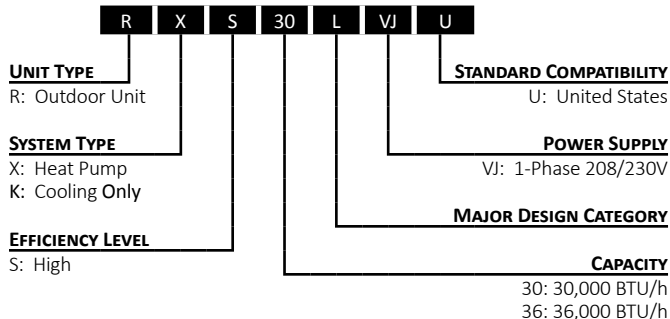 R X S 30 L VJ U
UNIT TYPE
R: Outdoor Unit
SYSTEM TYPE
X: Heat Pump
K: Cooling Only
EFFICIENCY LEVEL
S: High
STANDARD COMPATIBILITY
U: United States
POWER SUPPLY
VJ: 1-Phase 208/230V
MAJOR DESIGN CATEGORY
CAPACITY
30: 30,000 BTU/h
36: 36,000 BTU/h